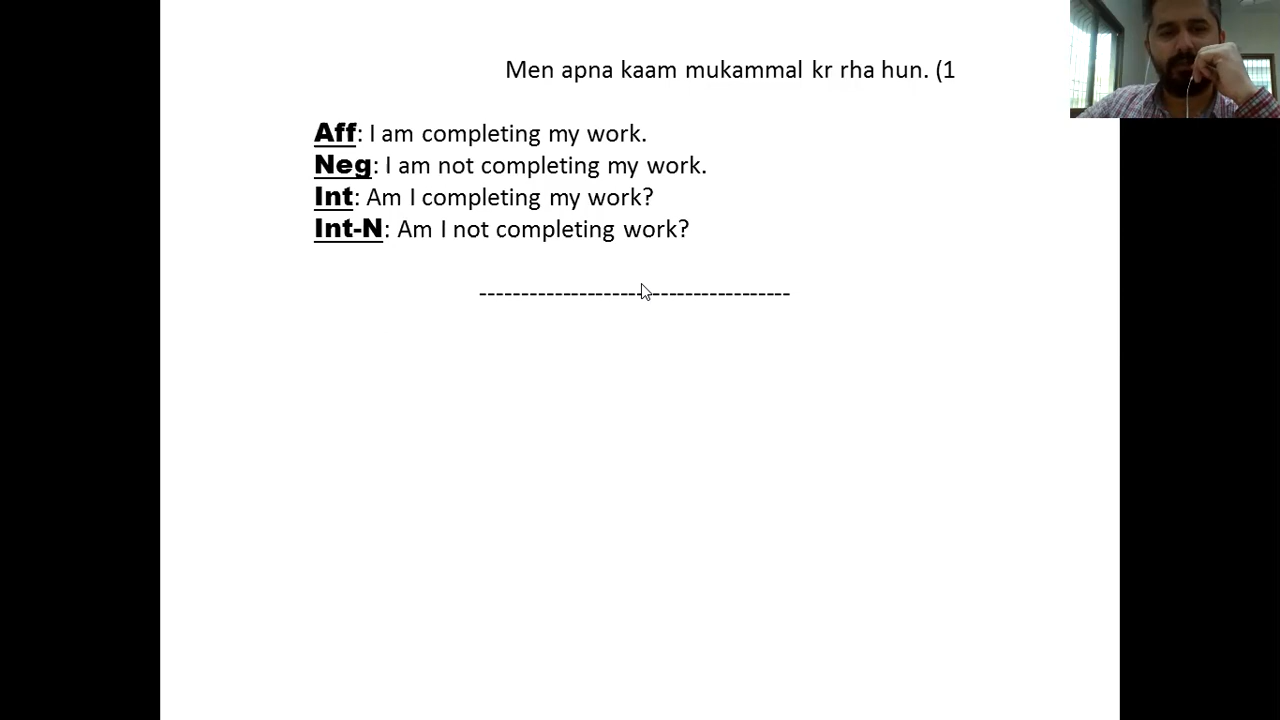 Men apna kaam mukammal kr rha hun. (1
Aff: I am completing my work.
Neg: I am not completing my work.
Int: Am I completing my work?
Int-N: Am I not completing work?
-------------------------------------